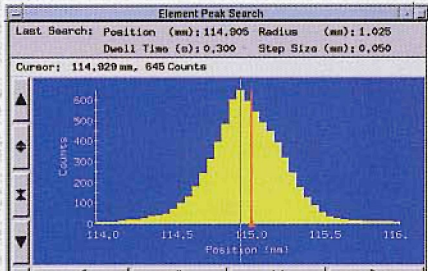 Element Peak Search
Last Search: Position (mm): 114.905 Radius (mm): 1.025
Dwell Time (s): 0.300 Step Size (mm): 0.050
Cursor: 114.929 mm, 645 Counts
600
500
400
300
200
100
0
Counts
114.0 114.5 115.0 115.5 116.
Position (mm)